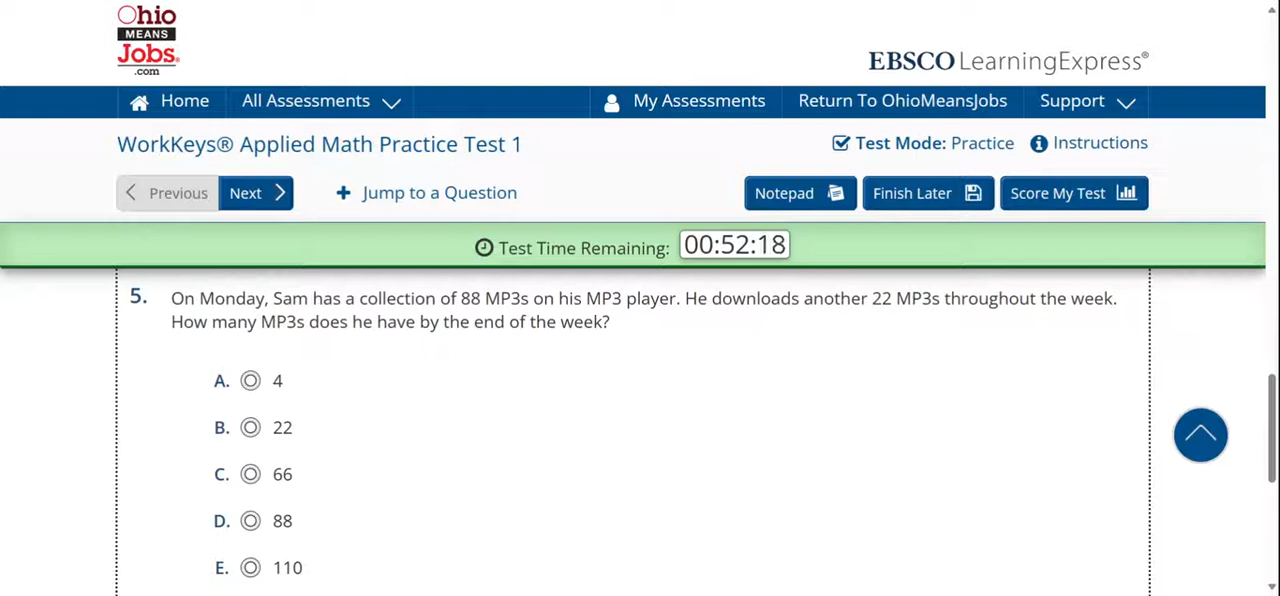 Ohio
MEANS
Jobs
.com
EBSCO LearningExpress®
Home
All Assessments
My Assessments
Return To OhioMeansJobs
Support
WorkKeys® Applied Math Practice Test 1
Test Mode: Practice
Instructions
Previous
Next
Jump to a Question
Notepad
Finish Later
Score My Test
Test Time Remaining: 00:52:18
5. On Monday, Sam has a collection of 88 MP3s on his MP3 player. He downloads another 22 MP3s throughout the week.
How many MP3s does he have by the end of the week?
A. 4
B. 22
C. 66
D. 88
E. 110